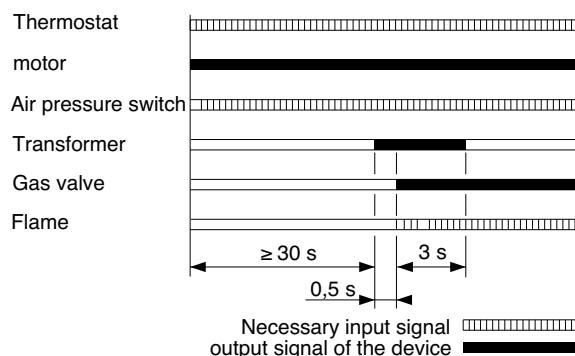 Thermostat
motor
Air pressure switch
Transformer
Gas valve
Flame
≥ 30 s
3 s
0,5 s
Necessary input signal
output signal of the device